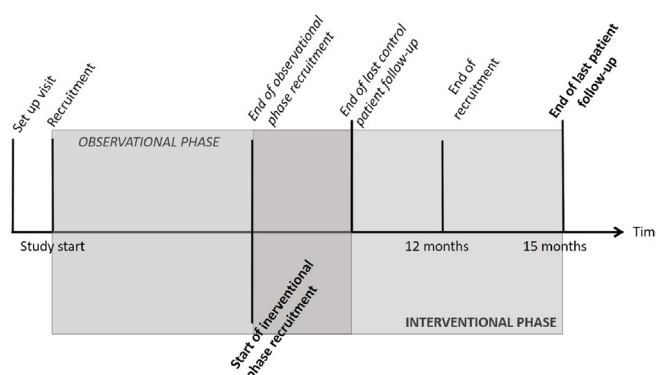 Set up visit
Recruitment
End of observational
phase recruitment
End of last control
patient follow-up
End of
recruitment
End of last patient
follow-up
OBSERVATIONAL PHASE
Study start
12 months
15 months
Tim
Start of inerventional
phase recruitment
INTERVENTIONAL PHASE